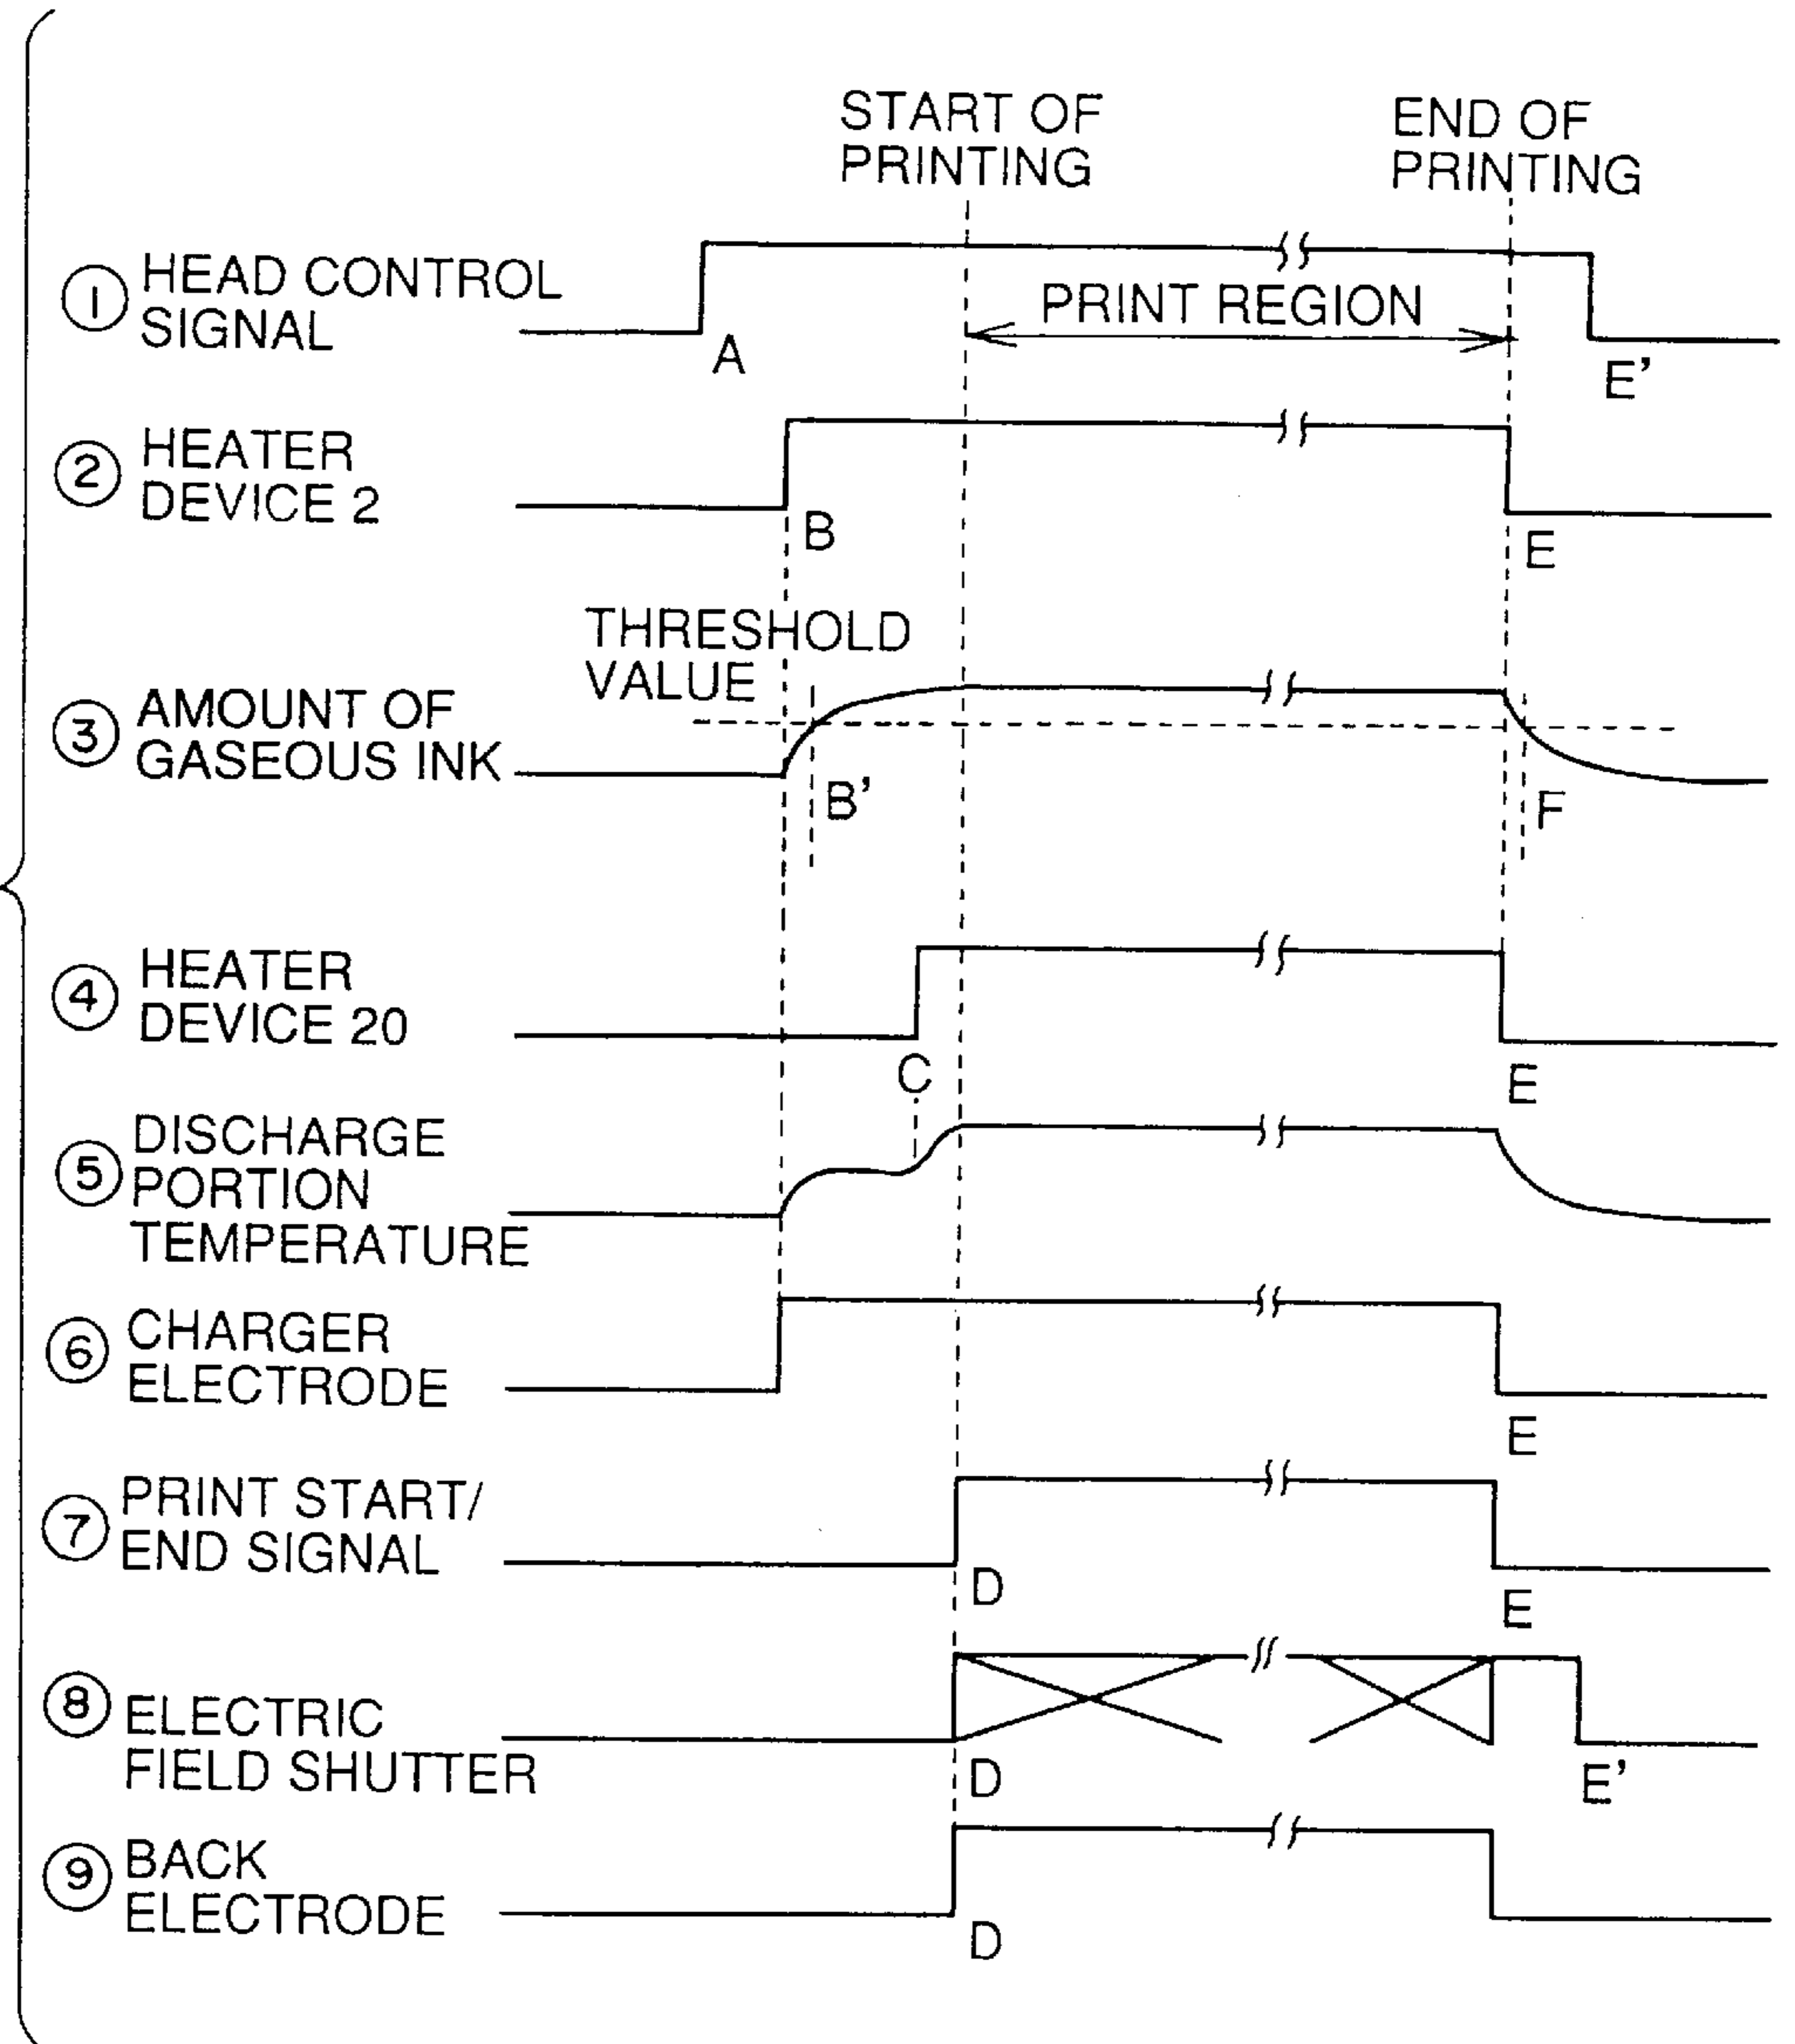 START OF
PRINTING
END OF
PRINTING
① HEAD CONTROL
SIGNAL
PRINT REGION
A
E'
② HEATER
DEVICE 2
B
E
THRESHOLD
VALUE
③ AMOUNT OF
GASEOUS INK
B'
F
④ HEATER
DEVICE 20
C
E
⑤ DISCHARGE
PORTION
TEMPERATURE
⑥ CHARGER
ELECTRODE
E
⑦ PRINT START/
END SIGNAL
D
E
⑧ ELECTRIC
FIELD SHUTTER
D
E'
⑨ BACK
ELECTRODE
D